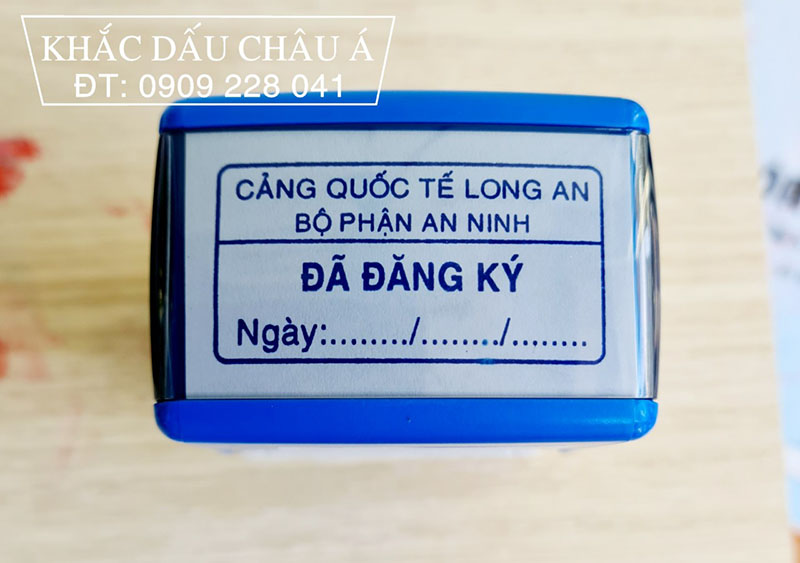 KHẮC DẤU CHÂU Á
ĐT: 0909 228 041
CẢNG QUỐC TẾ LONG AN
BỘ PHẬN AN NINH
ĐÃ ĐĂNG KÝ
Ngày:........./........./.........